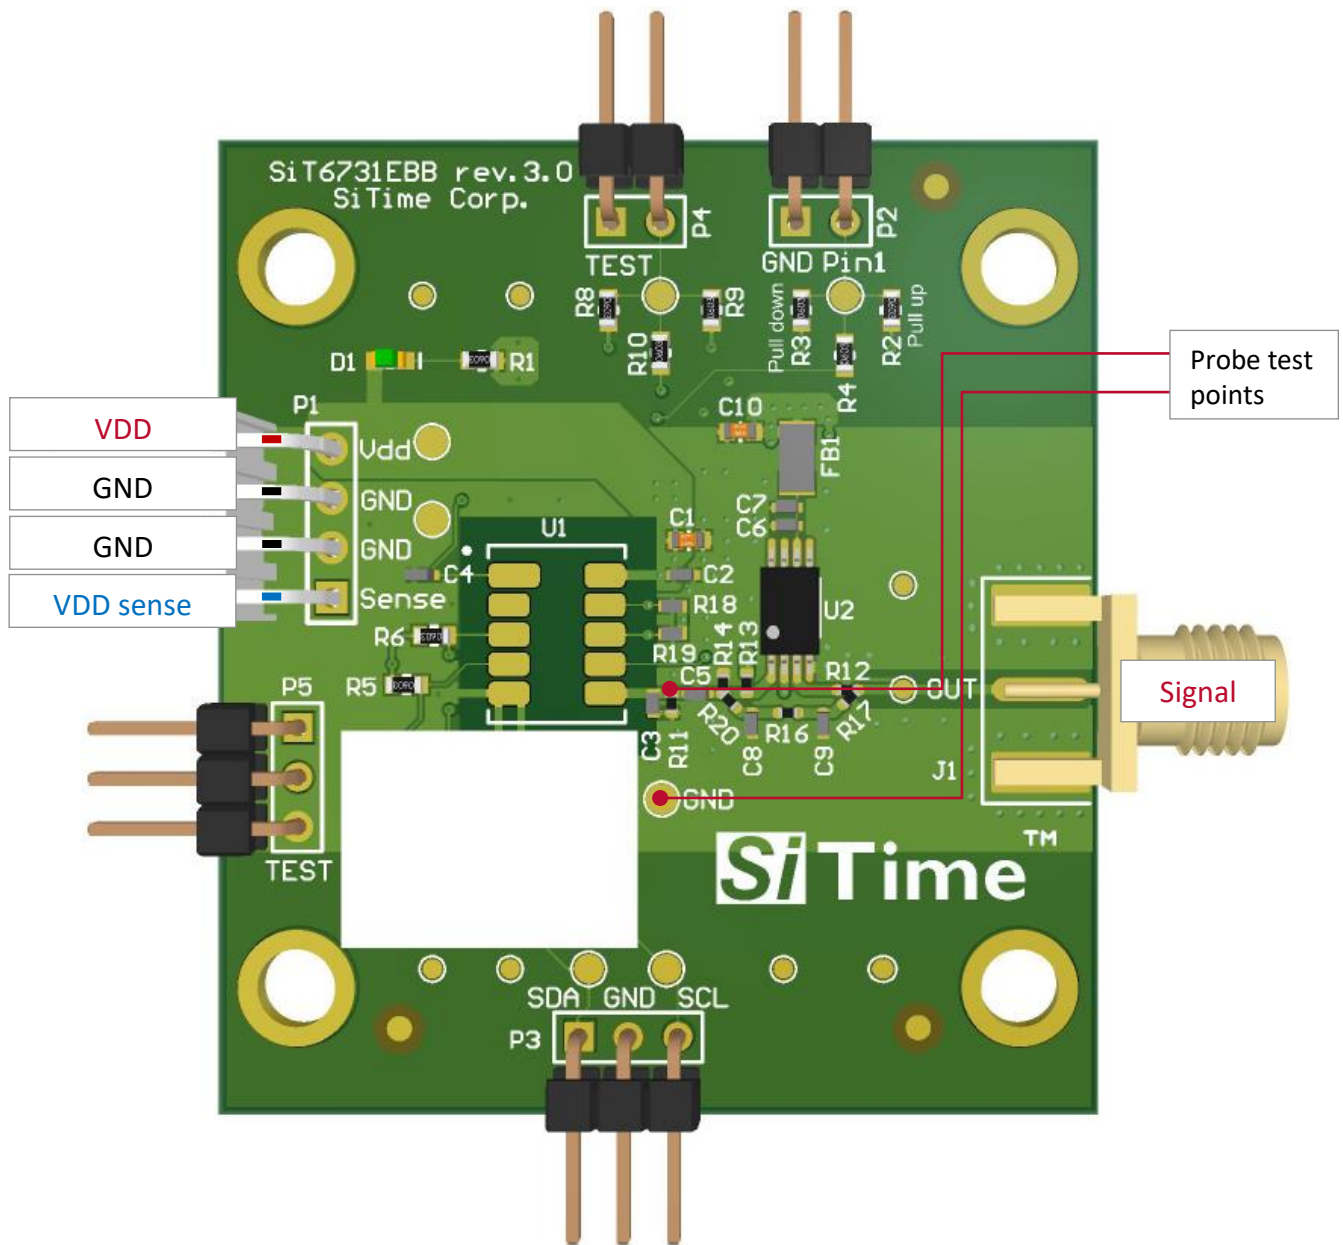 SiT6731EBB rev.3.0
SiTime Corp.
P4
P2
TEST
GND Pin1
R8
R9
R10
Pull down
R3
R2
Pull up
R4
D1
R1
Probe test
points
P1
C10
FB1
VDD
GND
GND
VDD sense
Vdd
GND
GND
Sense
C7
C6
U1
C1
C4
C2
R18
R19
R6
R5
R14
R13
U2
C5
R12
OUT
Signal
P5
R20
R16
R17
C3
R11
C8
C9
J1
GND
TEST
SiTime
TM
SDA GND SCL
P3